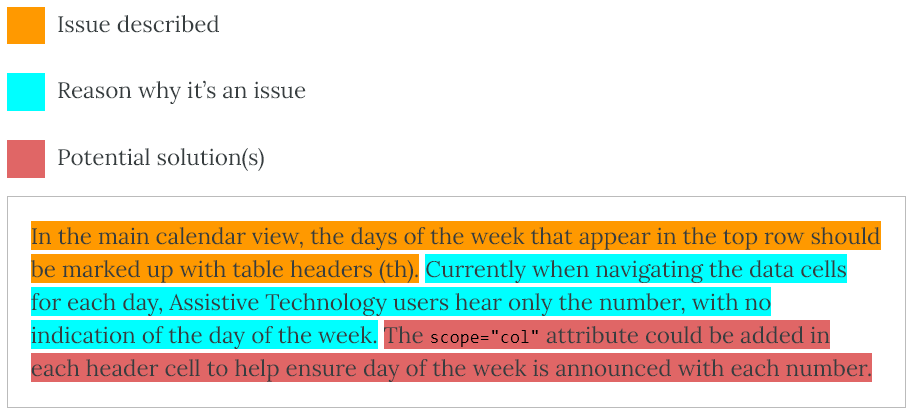 Issue described
Reason why it’s an issue
Potential solution(s)
In the main calendar view, the days of the week that appear in the top row should
be marked up with table headers (th). Currently when navigating the data cells
for each day, Assistive Technology users hear only the number, with no
indication of the day of the week. The scope="col" attribute could be added in
each header cell to help ensure day of the week is announced with each number.